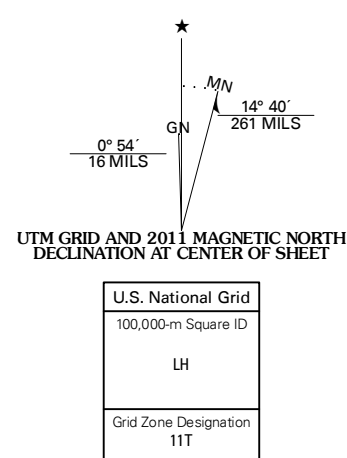 ★
MN
14° 40´
261 MILS
GN
0° 54´
16 MILS
UTM GRID AND 2011 MAGNETIC NORTH
DECLINATION AT CENTER OF SHEET
U.S. National Grid
100,000-m Square ID
LH
Grid Zone Designation
11T